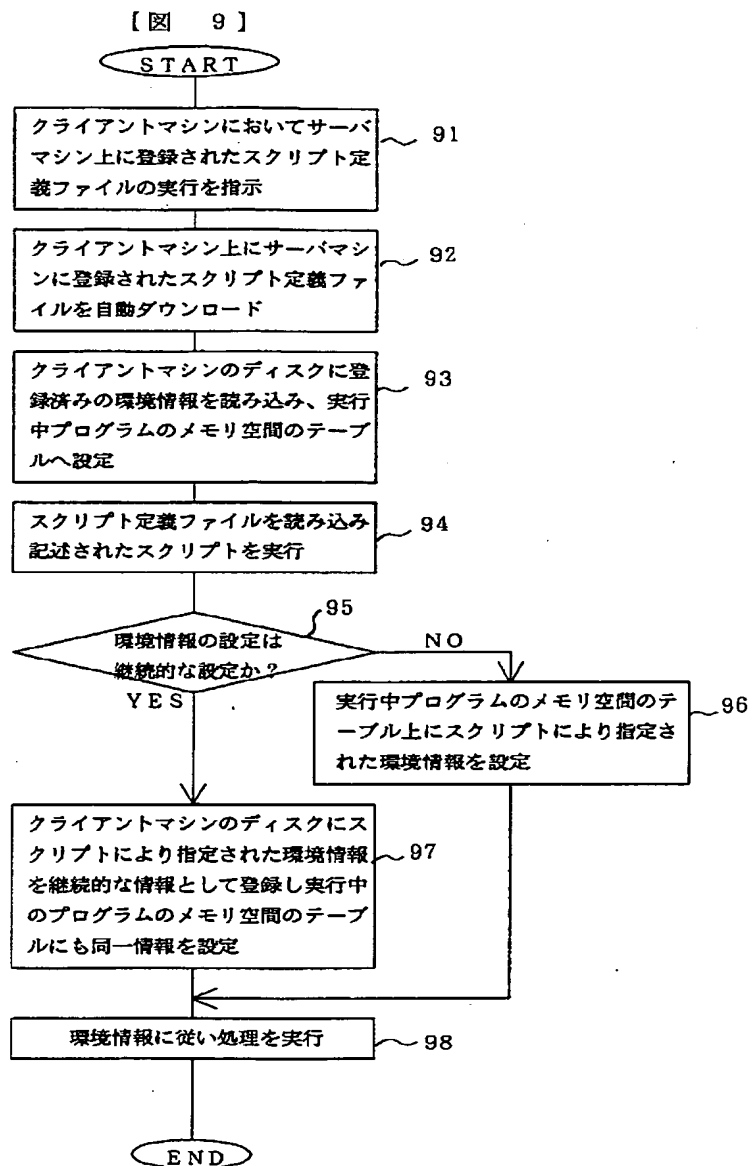 [図 9]
START
クライアントマシンにおいてサーバ
マシン上に登録されたスクリプト定
義ファイルの実行を指示
91
クライアントマシン上にサーバマシ
ンに登録されたスクリプト定義ファ
イルを自動ダウンロード
92
クライアントマシンのディスクに登
録済みの環境情報を読み込み、実行
中プログラムのメモリ空間のテーブ
ルへ設定
93
スクリプト定義ファイルを読み込み
記述されたスクリプトを実行
94
95
環境情報の設定は
継続的な設定か?
NO
YES
実行中プログラムのメモリ空間のテ
ーブル上にスクリプトにより指定さ
れた環境情報を設定
96
クライアントマシンのディスクにス
クリプトにより指定された環境情報
を継続的な情報として登録し実行中
のプログラムのメモリ空間のテーブ
ルにも同一情報を設定
97
環境情報に従い処理を実行
98
END